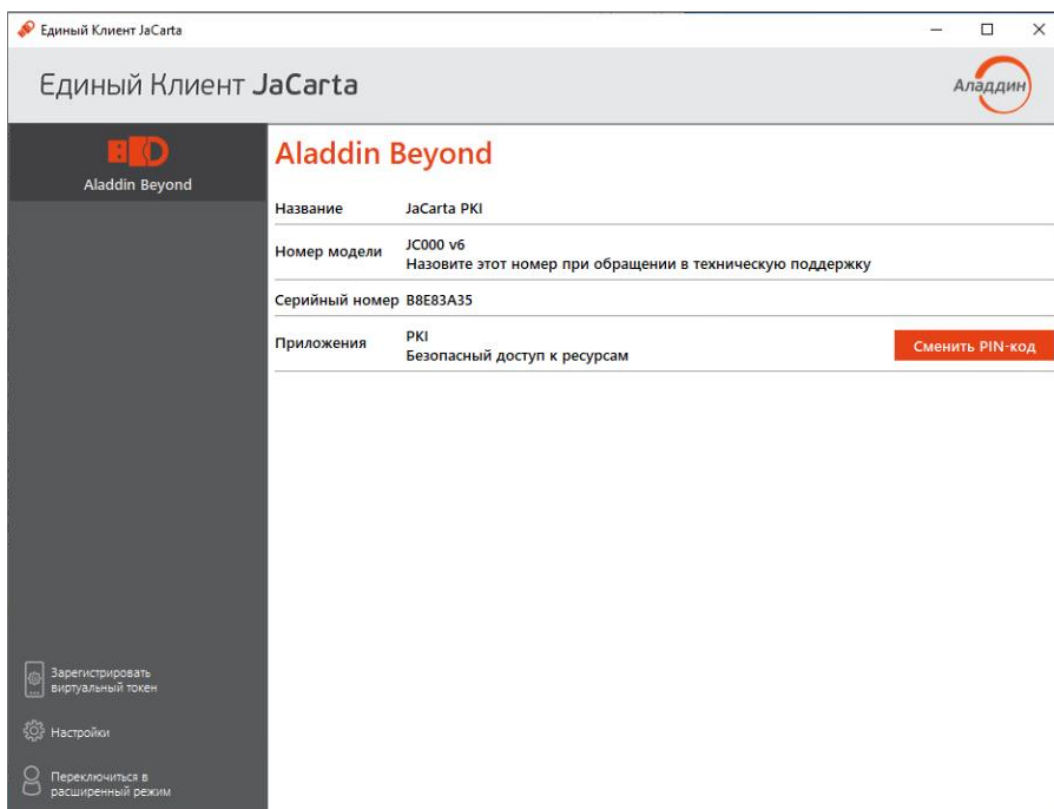 Единый Клиент JaCarta
Единый Клиент JaCarta
Аладдин
Aladdin Beyond
Aladdin Beyond
Название JaCarta PKI
Номер модели JC000 v6
Назовите этот номер при обращении в техническую поддержку
Серийный номер B8E83A35
Приложения PKI
Безопасный доступ к ресурсам
Сменить PIN-код
Зарегистрировать
виртуальный токен
Настройки
Переключиться в
расширенный режим